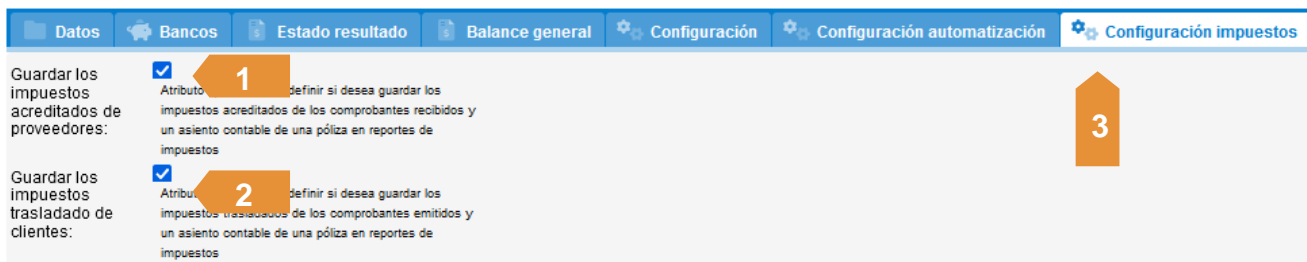 Datos Bancos Estado resultado Balance general Configuración Configuración automatización Configuración impuestos
Guardar los
impuestos
acreditados de
proveedores:
1
Atributo definir si desea guardar los
impuestos acreditados de los comprobantes recibidos y
un asiento contable de una póliza en reportes de
impuestos
3
Guardar los
impuestos
trasladado de
clientes:
2
Atribu definir si desea guardar los
impuestos trasladados de los comprobantes emitidos y
un asiento contable de una póliza en reportes de
impuestos